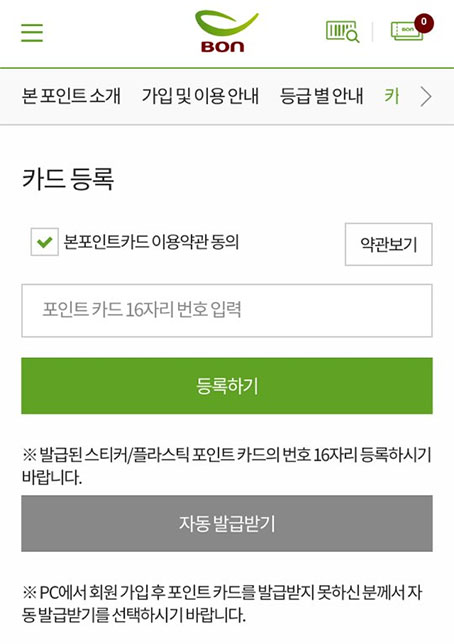 BON
BON
0
본 포인트 소개 가입 및 이용 안내 등급 별 안내 카
카드 등록
본포인트카드 이용약관 동의
약관보기
포인트 카드 16자리 번호 입력
등록하기
※ 발급된 스티커/플라스틱 포인트 카드의 번호 16자리 등록하시기
바랍니다.
자동 발급받기
※ PC에서 회원 가입 후 포인트 카드를 발급받지 못하신 분께서 자
동 발급받기를 선택하시기 바랍니다.